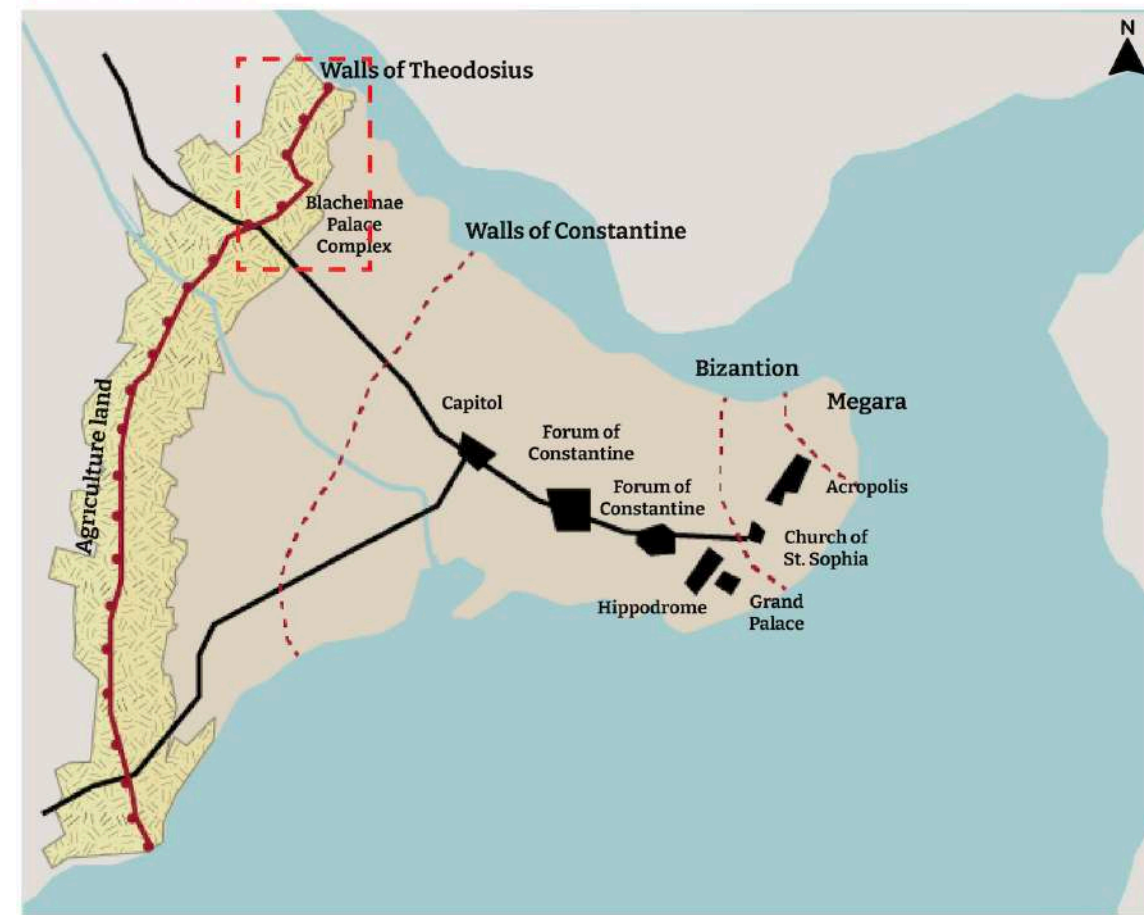 N
Walls of Theodosius
Blachernae
Palace
Complex
Walls of Constantine
Agriculture land
Bizantion
Megara
Capitol
Forum of
Constantine
Forum of
Constantine
Acropolis
Church of
St. Sophia
Hippodrome
Grand
Palace